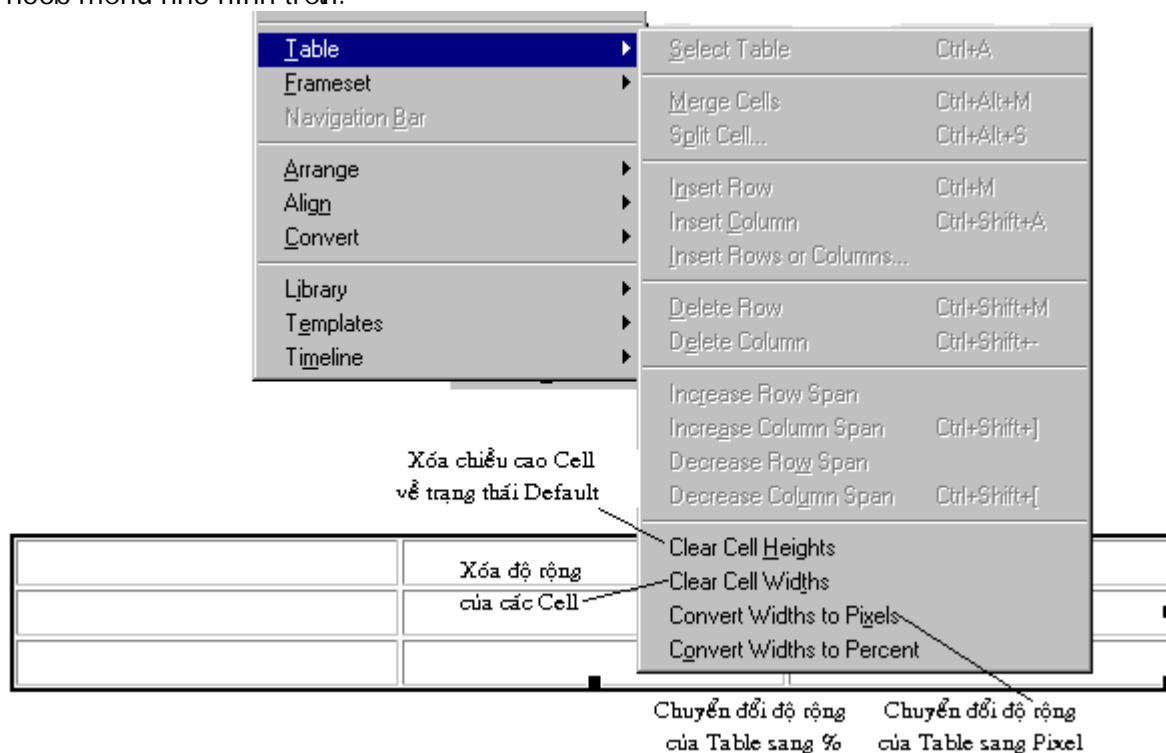 menu như hình trên.
Table
Frameset
Navigation Bar
Arrange
Align
Convert
Library
Templates
Timeline
Select Table Ctrl+A
Merge Cells Ctrl+Alt+M
Split Cell... Ctrl+Alt+S
Insert Row Ctrl+M
Insert Column Ctrl+Shift+A
Insert Rows or Columns...
Delete Row Ctrl+Shift+M
Delete Column Ctrl+Shift+-
Increase Row Span
Increase Column Span Ctrl+Shift+]
Decrease Row Span
Decrease Column Span Ctrl+Shift+[
Clear Cell Heights
Clear Cell Widths
Convert Widths to Pixels
Convert Widths to Percent
Xóa chiều cao Cell
về trạng thái Default
Xóa độ rộng
của các Cell
Chuyển đổi độ rộng
của Table sang %
Chuyển đổi độ rộng
của Table sang Pixel